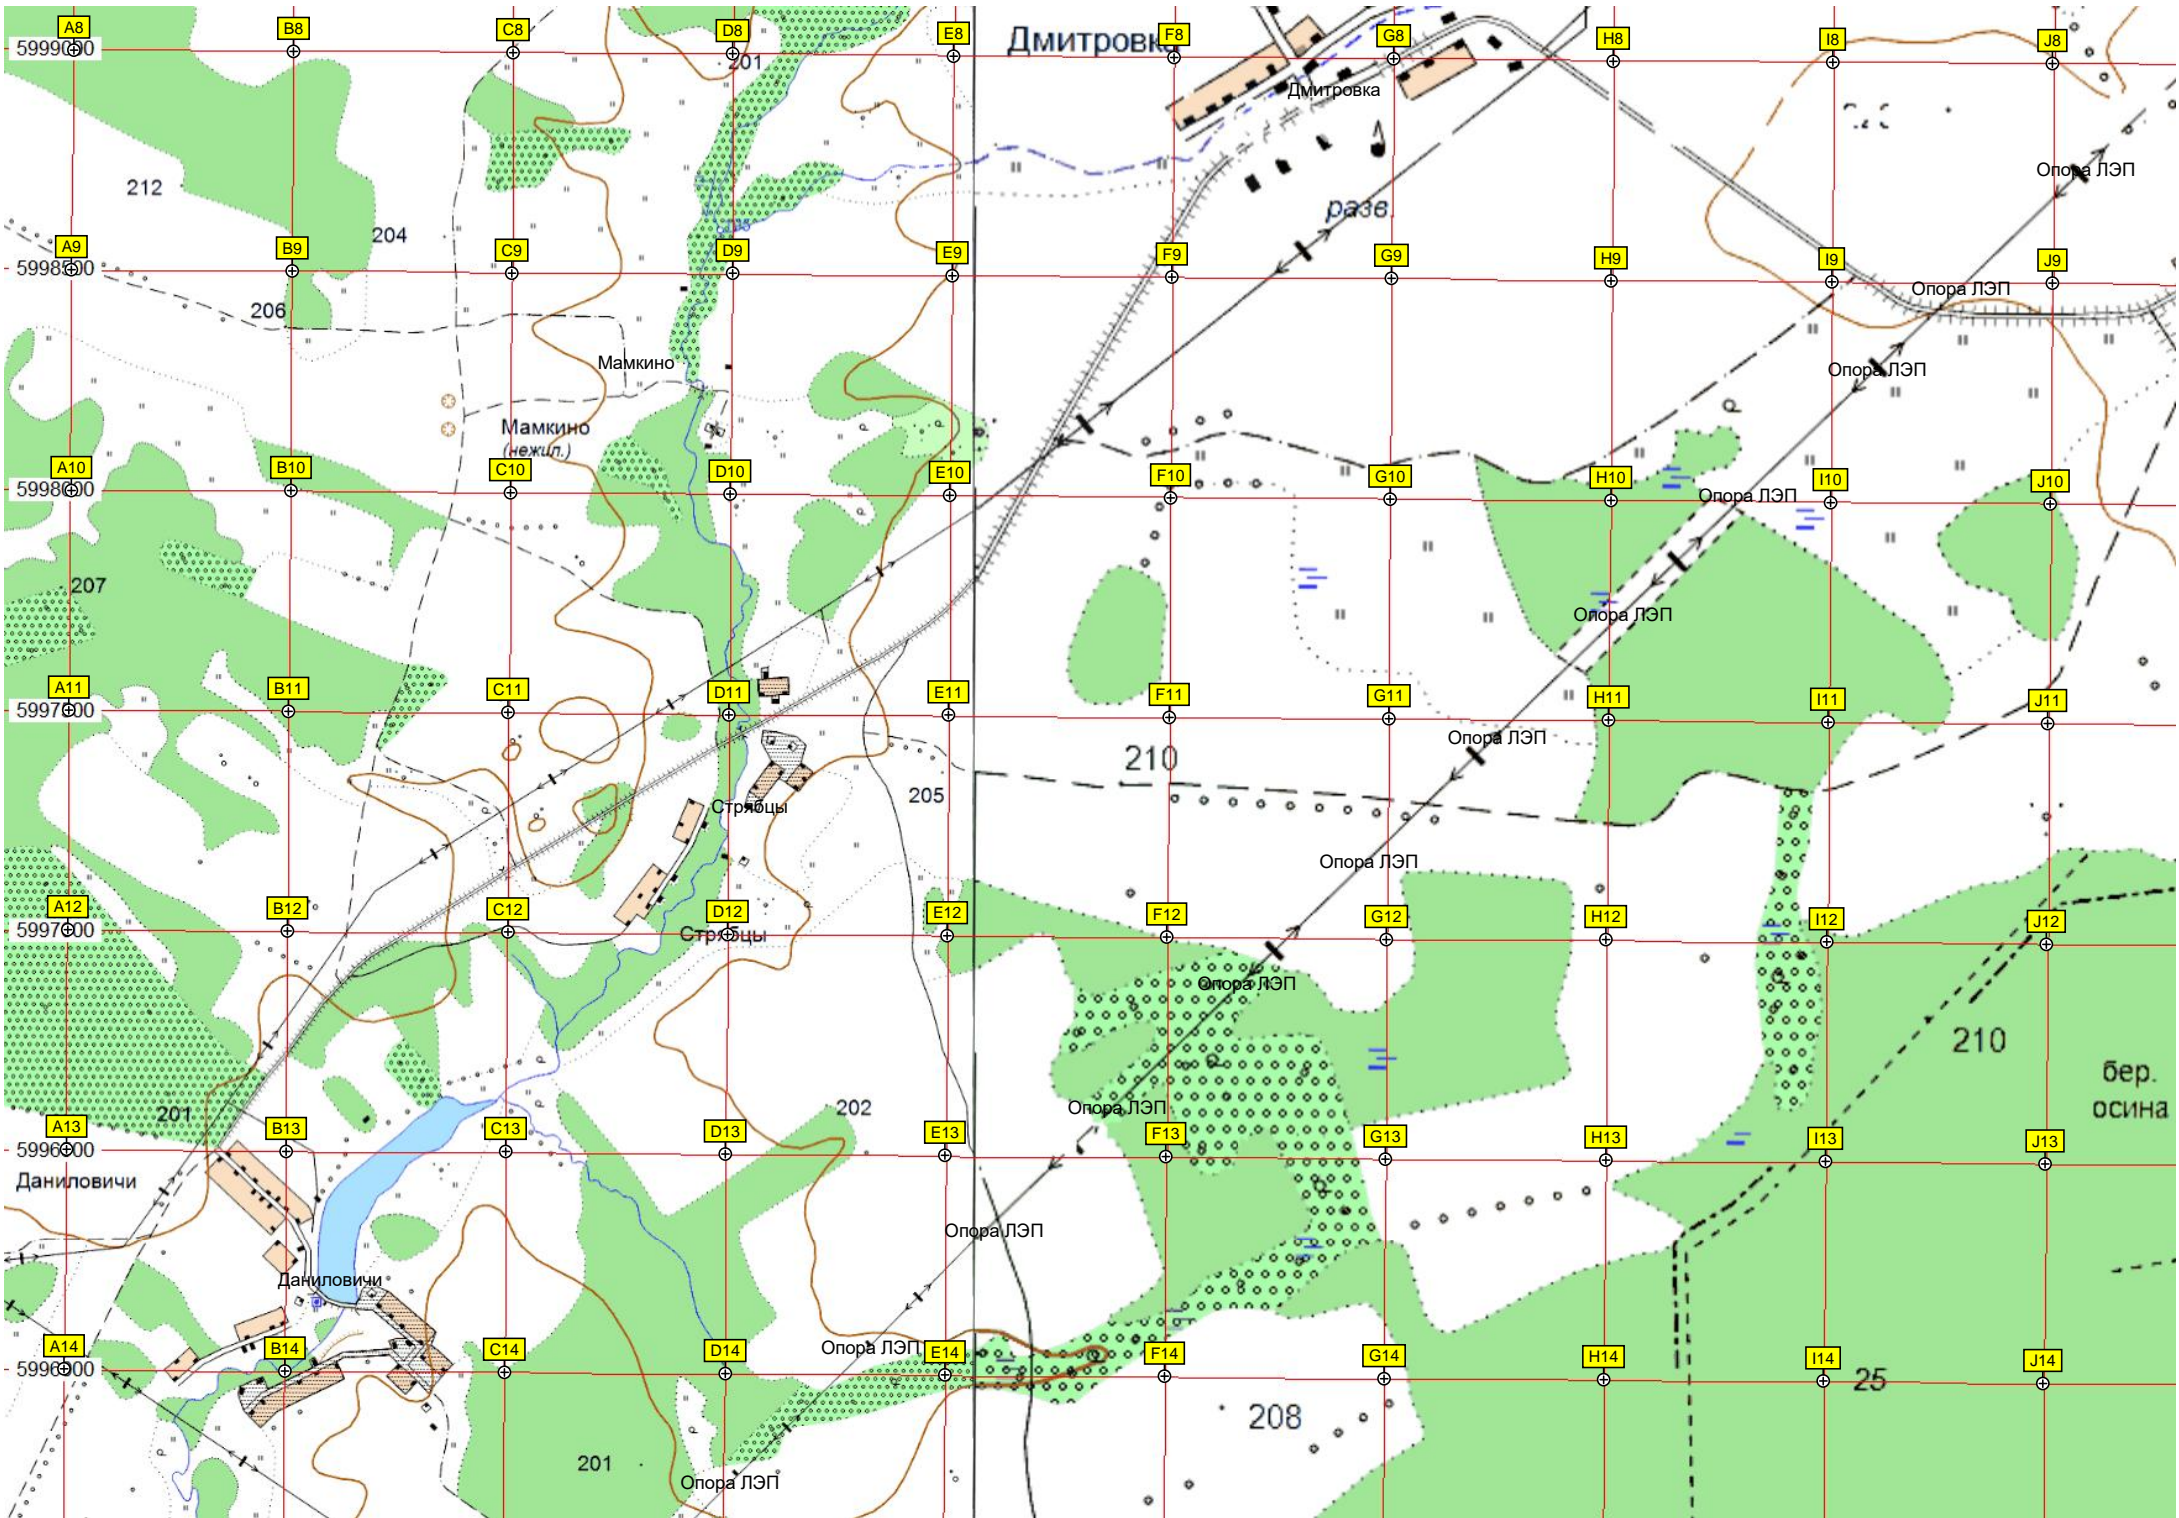 A8
B8
C8
D8
E8
F8
G8
H8
I8
J8
5999000
Дмитровка
201
Дмитровка
212
Опора ЛЭП
204
разв.
A9
B9
C9
D9
E9
F9
G9
H9
I9
J9
5998500
Опора ЛЭП
206
Мамкино
Опора ЛЭП
Мамкино
(нежил.)
A10
B10
C10
D10
E10
F10
G10
H10
I10
J10
5998000
Опора ЛЭП
207
Опора ЛЭП
A11
B11
C11
D11
E11
F11
G11
H11
I11
J11
Опора ЛЭП
210
205
Стрябцы
Опора ЛЭП
A12
B12
C12
D12
E12
F12
G12
H12
I12
J12
5997000
Стрябцы
Опора ЛЭП
210
бер.
осина
201
202
Опора ЛЭП
A13
B13
C13
D13
E13
F13
G13
H13
I13
J13
Даниловичи
Опора ЛЭП
Даниловичи
Опора ЛЭП
A14
B14
C14
D14
E14
F14
G14
H14
I14
J14
5996000
25
208
201
Опора ЛЭП